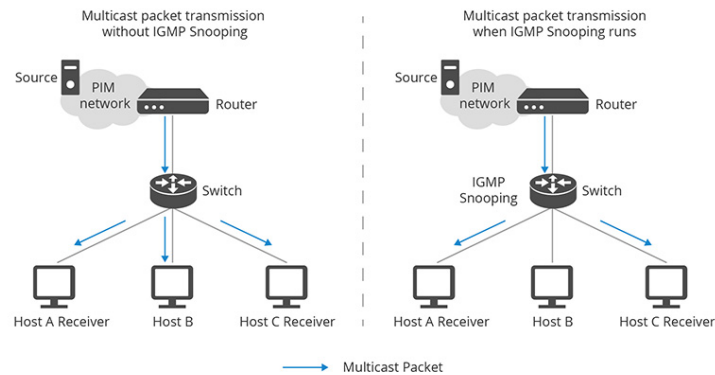 Multicast packet transmission
without IGMP Snooping
Source
PIM
network
Router
Switch
Host A Receiver
Host B
Host C Receiver
Multicast packet transmission
when IGMP Snooping runs
Source
PIM
network
Router
IGMP
Snooping
Switch
Host A Receiver
Host B
Host C Receiver
Multicast Packet